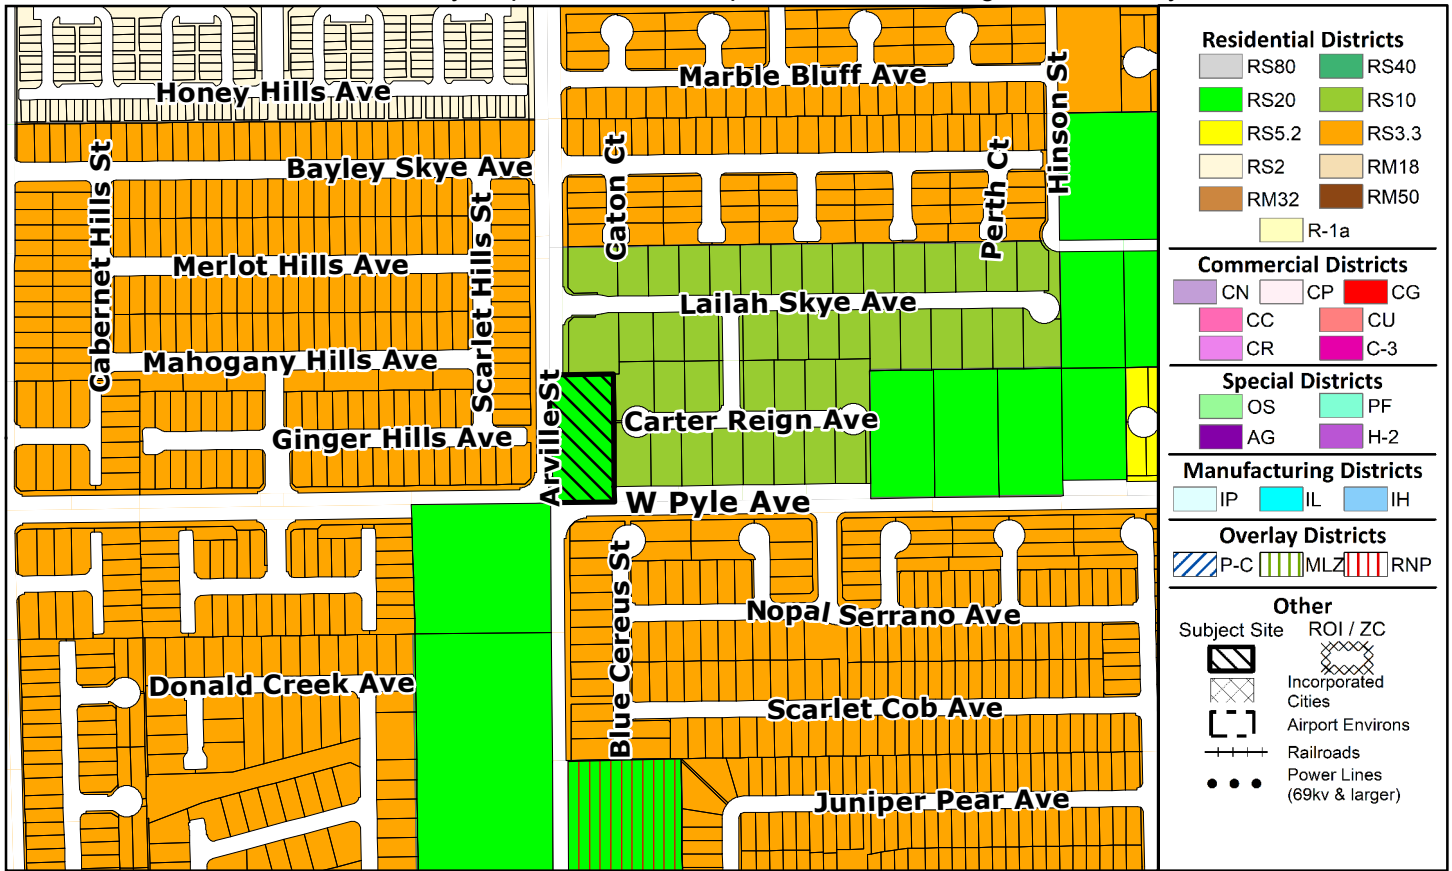 Honey Hills Ave
Marble Bluff Ave
Hinson St
Bayley Skye Ave
Caton Ct
Perth Ct
Cabernet Hills St
Scarlet Hills St
Merlot Hills Ave
Lailah Skye Ave
Mahogany Hills Ave
Arville St
Carter Reign Ave
Ginger Hills Ave
W Pyle Ave
Blue Cereus St
Nopal Serrano Ave
Donald Creek Ave
Scarlet Cob Ave
Juniper Pear Ave
Residential Districts
RS80 RS40
RS20 RS10
RS5.2 RS3.3
RS2 RM18
RM32 RM50
R-1a
Commercial Districts
CN CP CG
CC CU
CR C-3
Special Districts
OS PF
AG H-2
Manufacturing Districts
IP IL IH
Overlay Districts
P-C MLZ RNP
Other
Subject Site ROI / ZC
Incorporated
Cities
Airport Environs
Railroads
Power Lines
(69kv & larger)